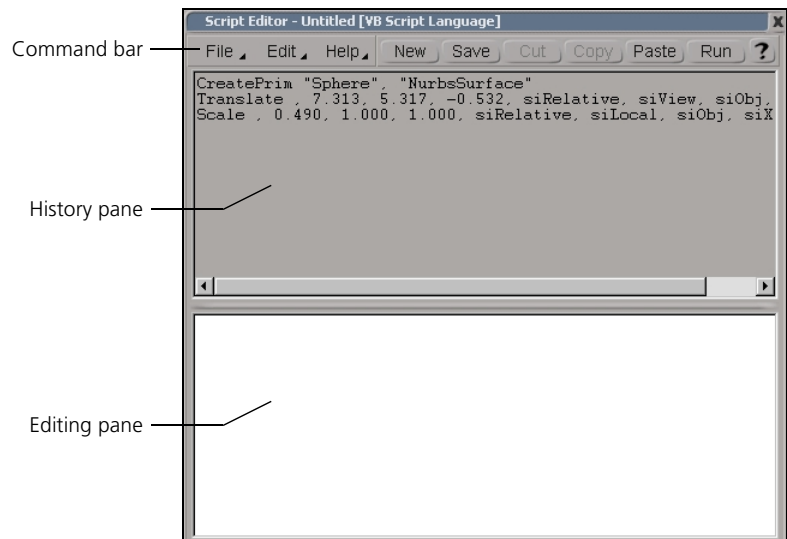 Script Editor - Untitled [VB Script Language] X
Command bar
File Edit Help New Save Cut Copy Paste Run ?
CreatePrim "Sphere", "NurbsSurface"
Translate , 7.313, 5.317, -0.532, siRelative, siView, siObj,
Scale , 0.490, 1.000, 1.000, siRelative, siLocal, siObj, siX
History pane
Editing pane